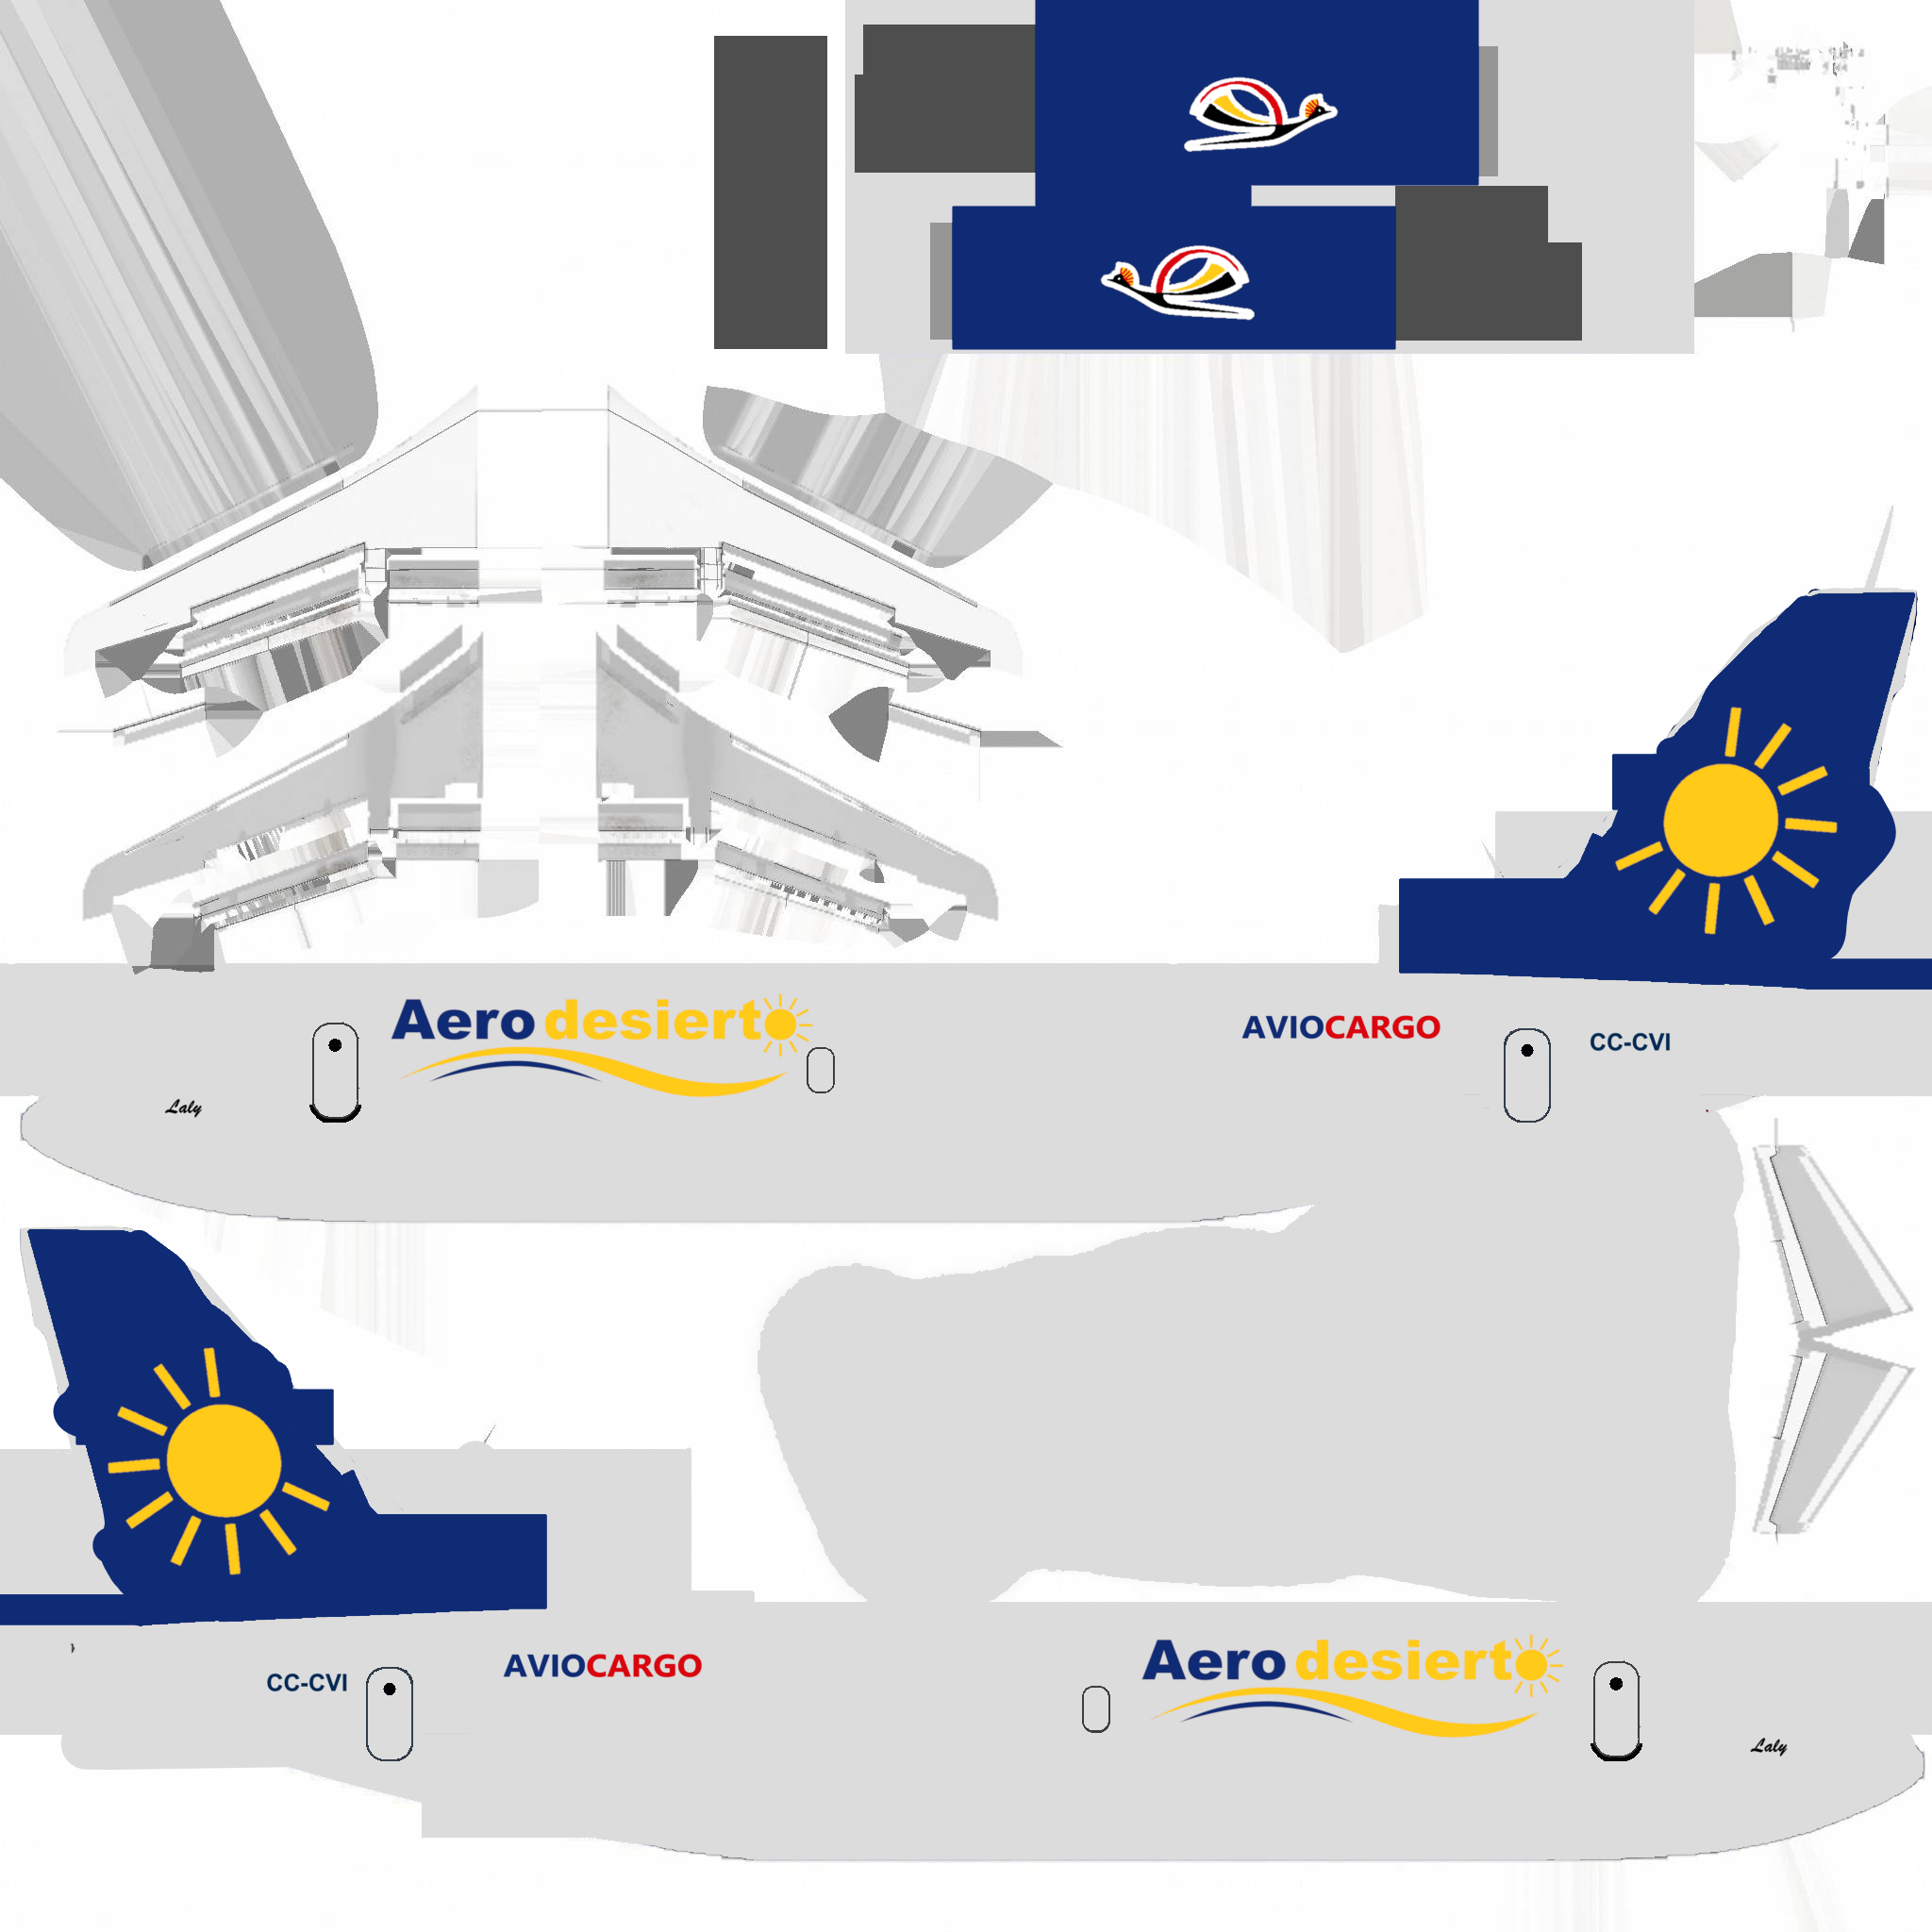 Aero desierto
AVIOCARGO
CC-CVI
Laly
CC-CVI
AVIOCARGO
Aero desierto
Laly